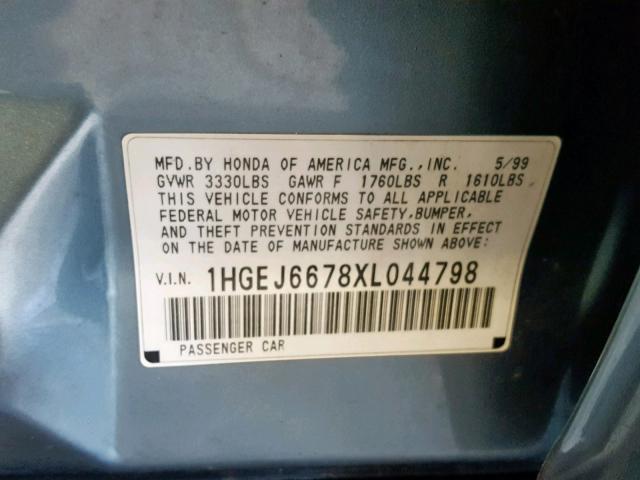 MFD.BY HONDA OF AMERICA MFG.,INC. 5/99
GVWR 3330LBS GAWR F 1760LBS R 1610LBS
THIS VEHICLE CONFORMS TO ALL APPLICABLE
FEDERAL MOTOR VEHICLE SAFETY,BUMPER,
AND THEFT PREVENTION STANDARDS IN EFFECT
ON THE DATE OF MANUFACTURE SHOWN ABOVE:
V.I.N. 1HGEJ6678XL044798
PASSENGER CAR